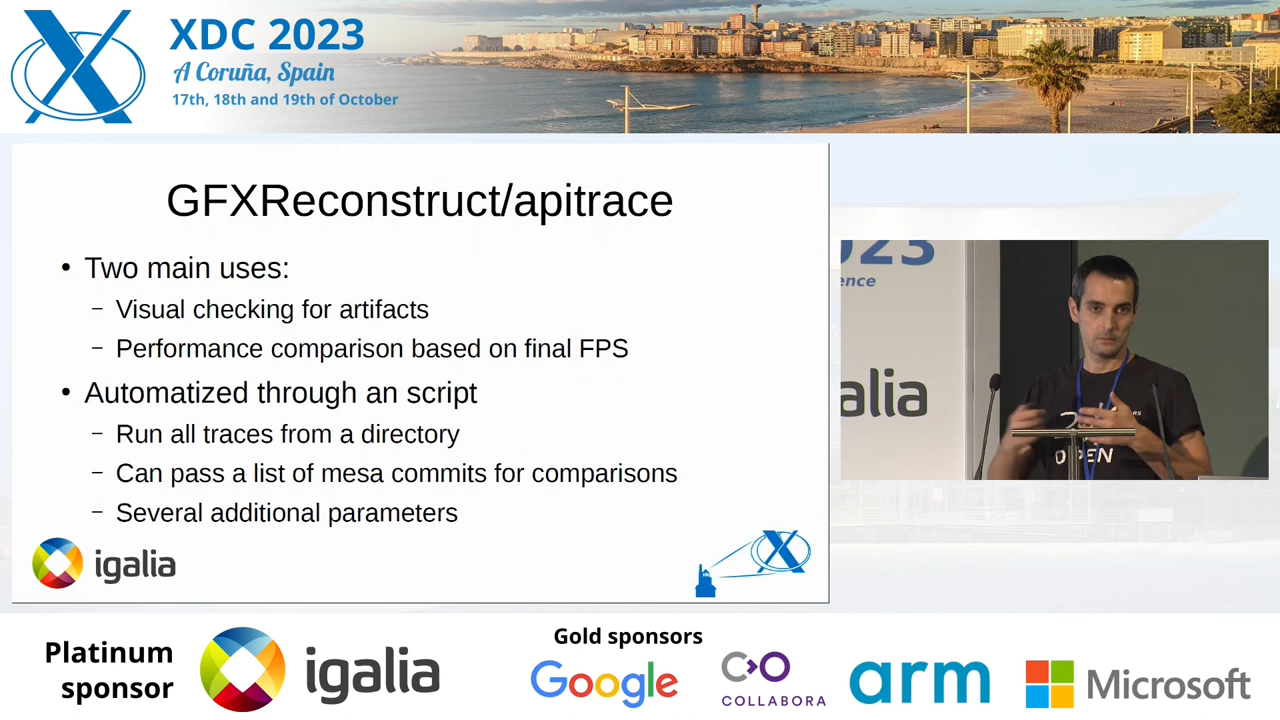 XDC 2023
A Coruña, Spain
17th, 18th and 19th of October
GFXReconstruct/apitrace
• Two main uses:
– Visual checking for artifacts
– Performance comparison based on final FPS
• Automatized through an script
– Run all traces from a directory
– Can pass a list of mesa commits for comparisons
– Several additional parameters
igalia
023
ence
alia
OPEN
Platinum
sponsor
igalia
Gold sponsors
Google
COLLABORA
arm
Microsoft